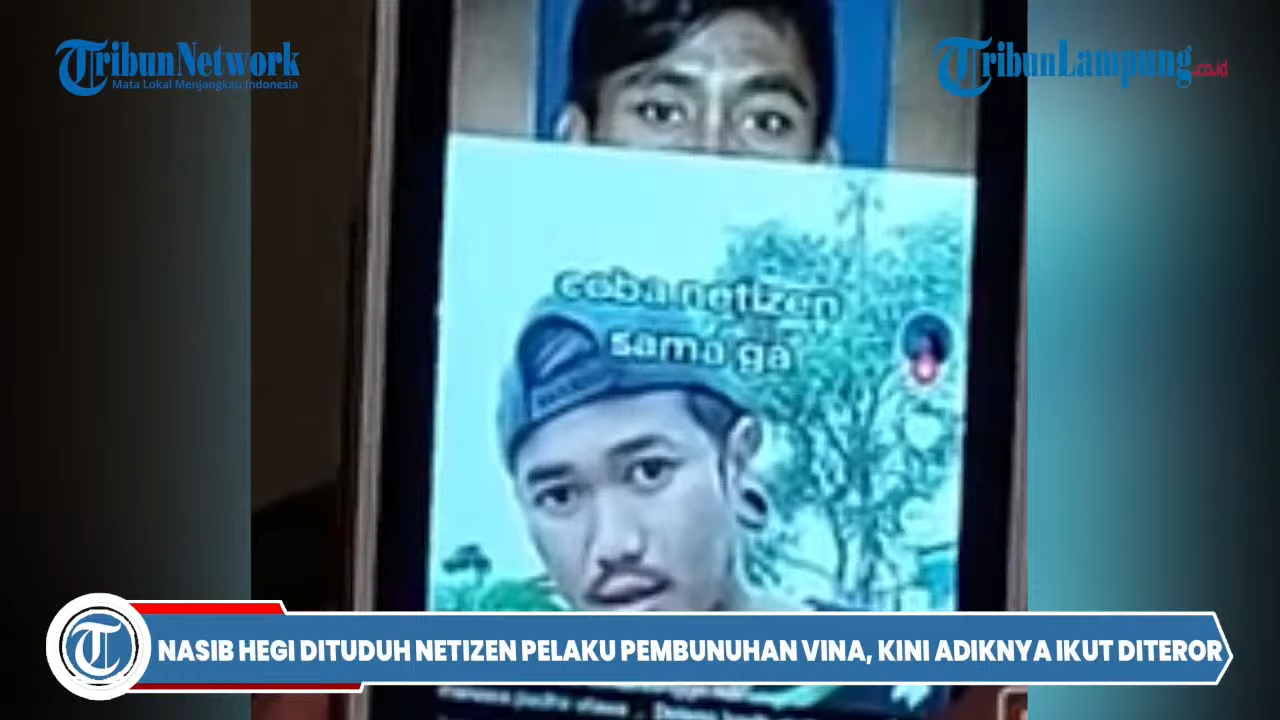 TribunNetwork
Mata Lokal Menjangkau Indonesia
TribunLampung.co.id
coba netizen
sama ga
NASIB HEGI DITUDUH NETIZEN PELAKU PEMBUNUHAN VINA, KINI ADIKNYA IKUT DITEROR